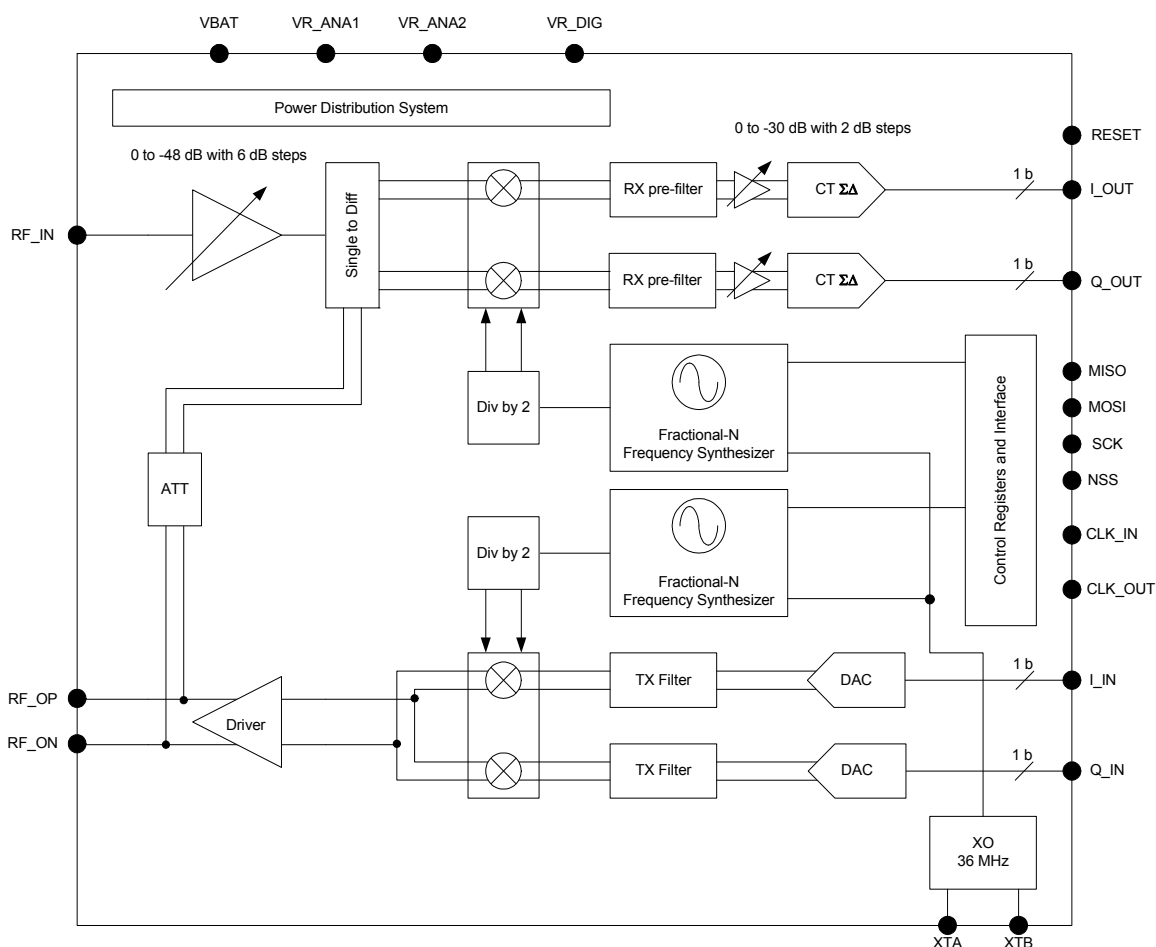 VBAT
VR_ANA1
VR_ANA2
VR_DIG
Power Distribution System
0 to -48 dB with 6 dB steps
0 to -30 dB with 2 dB steps
RESET
RF_IN
Single to Diff
RX pre-filter
CT ΣΔ
1 b
I_OUT
RX pre-filter
CT ΣΔ
1 b
Q_OUT
Div by 2
Fractional-N
Frequency Synthesizer
Control Registers and Interface
MISO
MOSI
SCK
NSS
CLK_IN
CLK_OUT
ATT
Div by 2
Fractional-N
Frequency Synthesizer
RF_OP
RF_ON
Driver
TX Filter
DAC
1 b
I_IN
TX Filter
DAC
1 b
Q_IN
XO
36 MHz
XTA
XTB